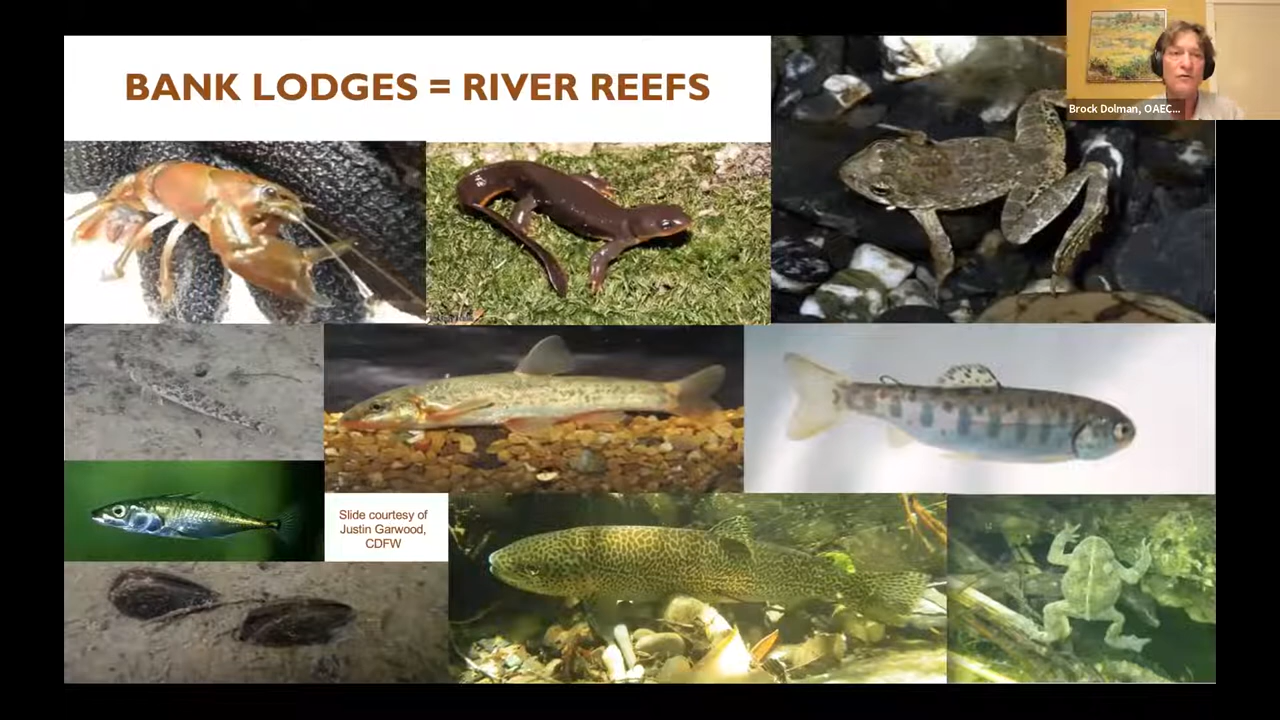 BANK LODGES = RIVER REEFS
Brock Dolman, OAEC...
Slide courtesy of
Justin Garwood,
CDFW